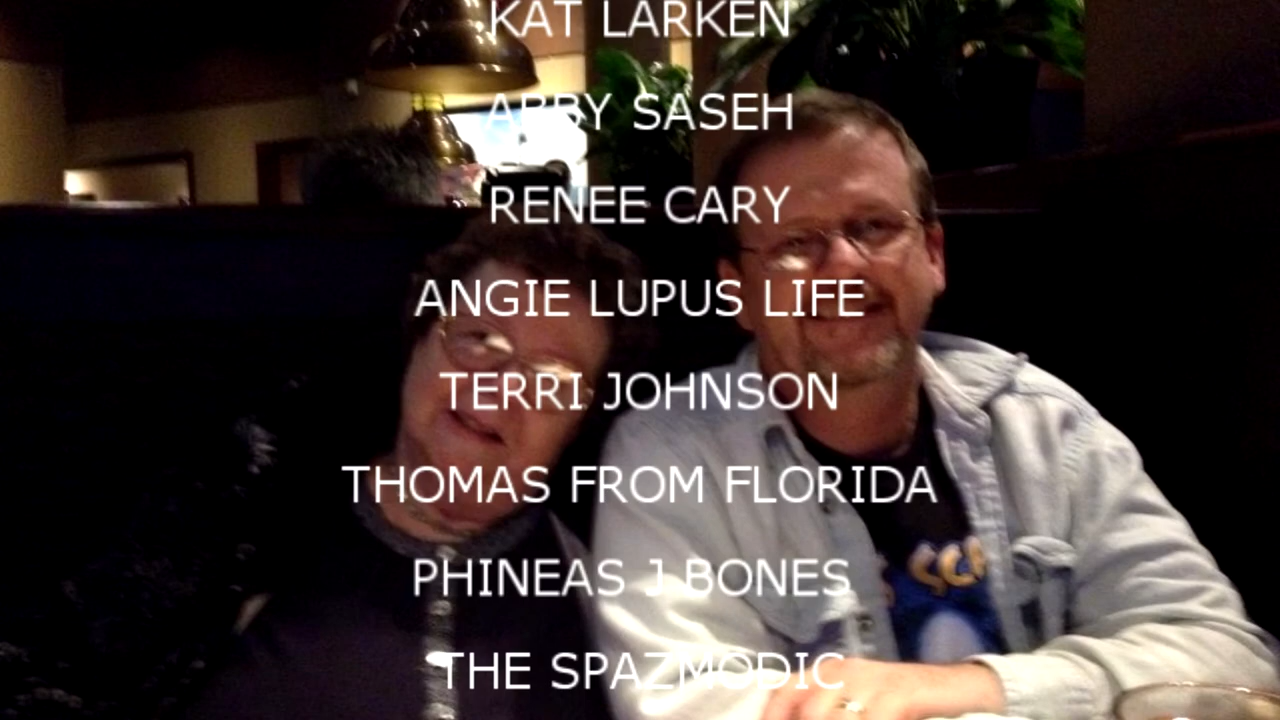 KAT LARKEN
ABBY SASEH
RENEE CARY
ANGIE LUPUS LIFE
TERRI JOHNSON
THOMAS FROM FLORIDA
PHINEAS J BONES
THE SPAZMODIC